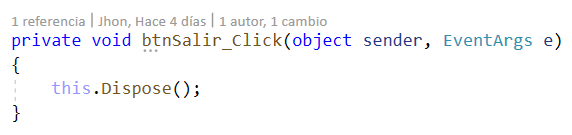 1 referencia | Jhon, Hace 4 días | 1 autor, 1 cambio
private void btnSalir_Click(object sender, EventArgs e)
{
    this.Dispose();
}